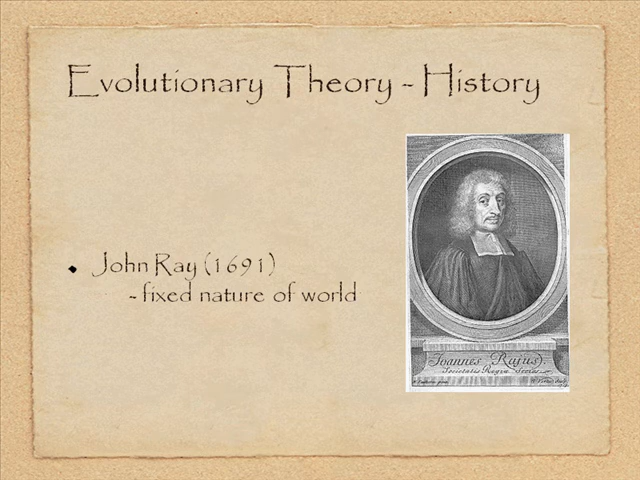 Evolutionary Theory - History
• John Ray (1691)
- fixed nature of world
Joannes Rajus.
Societatis Regiæ Socius.